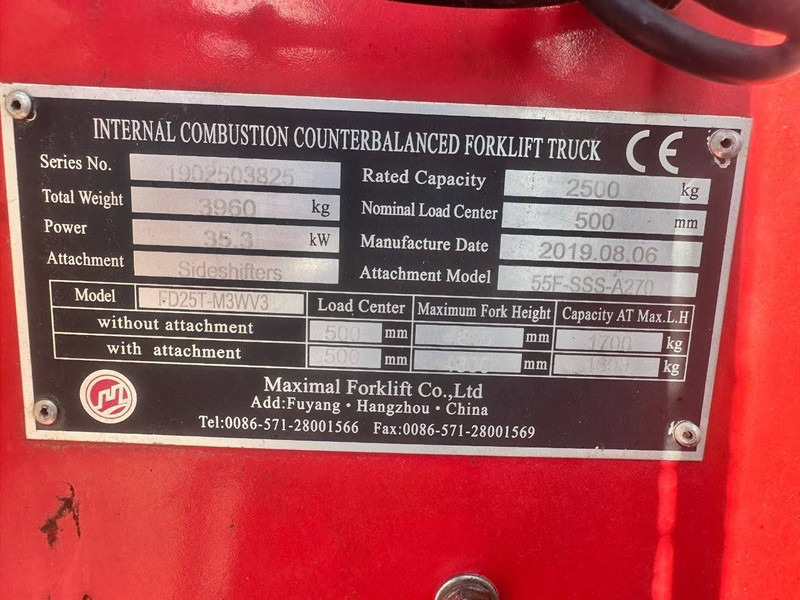 INTERNAL COMBUSTION COUNTERBALANCED FORKLIFT TRUCK CE
Series No. 1902503825 Rated Capacity 2500 kg
Total Weight 3960 kg Nominal Load Center 500 mm
Power 35.3 kW Manufacture Date 2019.08.06
Attachment Sideshifters Attachment Model 55F-SSS-A270
Model FD25T-M3WV3 Load Center Maximum Fork Height Capacity AT Max.L.H
without attachment 500 mm mm 1700 kg
with attachment 500 mm mm kg
Maximal Forklift Co.,Ltd
Add:Fuyang · Hangzhou · China
Tel:0086-571-28001566 Fax:0086-571-28001569